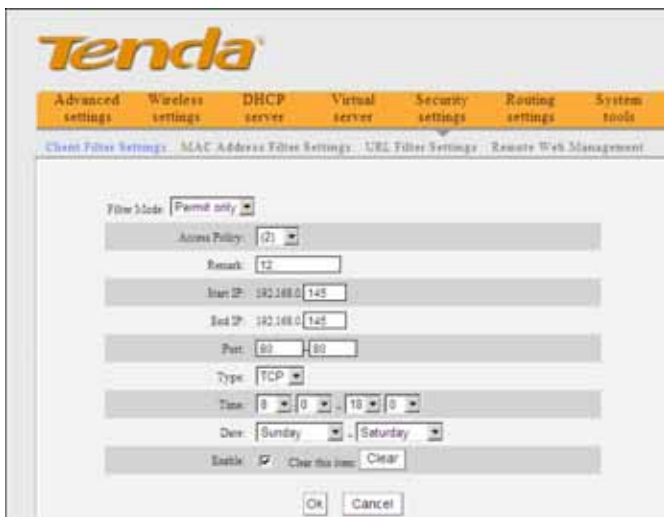 Tenda
Advanced settings Wireless settings DHCP server Virtual server Security settings Routing settings System tools
Client Filter Settings MAC Address Filter Settings URL Filter Settings Remote Web Management
Filter Mode: Permit only
Access Policy: (2)
Remark: 12
Start IP: 192.168.0.145
End IP: 192.168.0.145
Port: 80-80
Type: TCP
Time: 8 0 - 18 0
Date: Sunday - Saturday
Enable: Clear this item: Clear
Ok Cancel